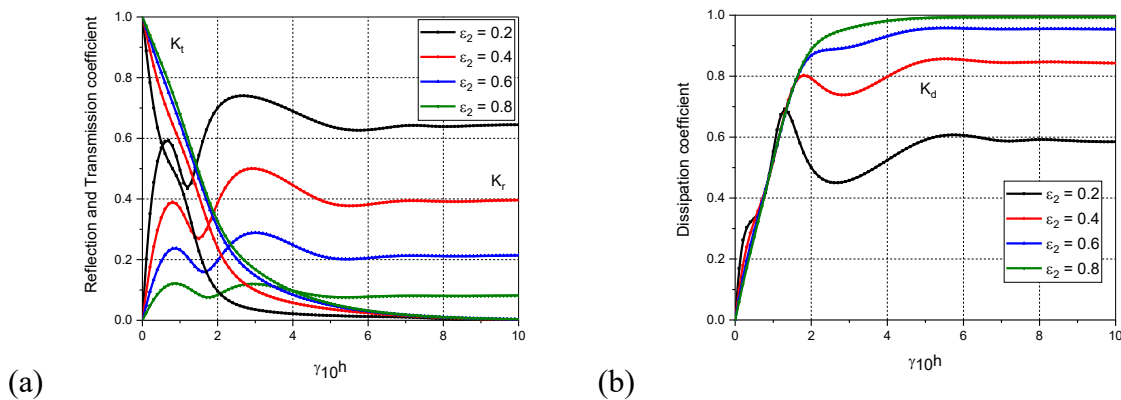 Reflection and Transmission coefficient
1.0
0.8
0.6
0.4
0.2
0.0
K_t
K_r
ε₂ = 0.2
ε₂ = 0.4
ε₂ = 0.6
ε₂ = 0.8
0 2 4 6 8 10
γ₁₀h
(a)
Dissipation coefficient
1.0
0.8
0.6
0.4
0.2
0.0
K_d
ε₂ = 0.2
ε₂ = 0.4
ε₂ = 0.6
ε₂ = 0.8
0 2 4 6 8 10
γ₁₀h
(b)